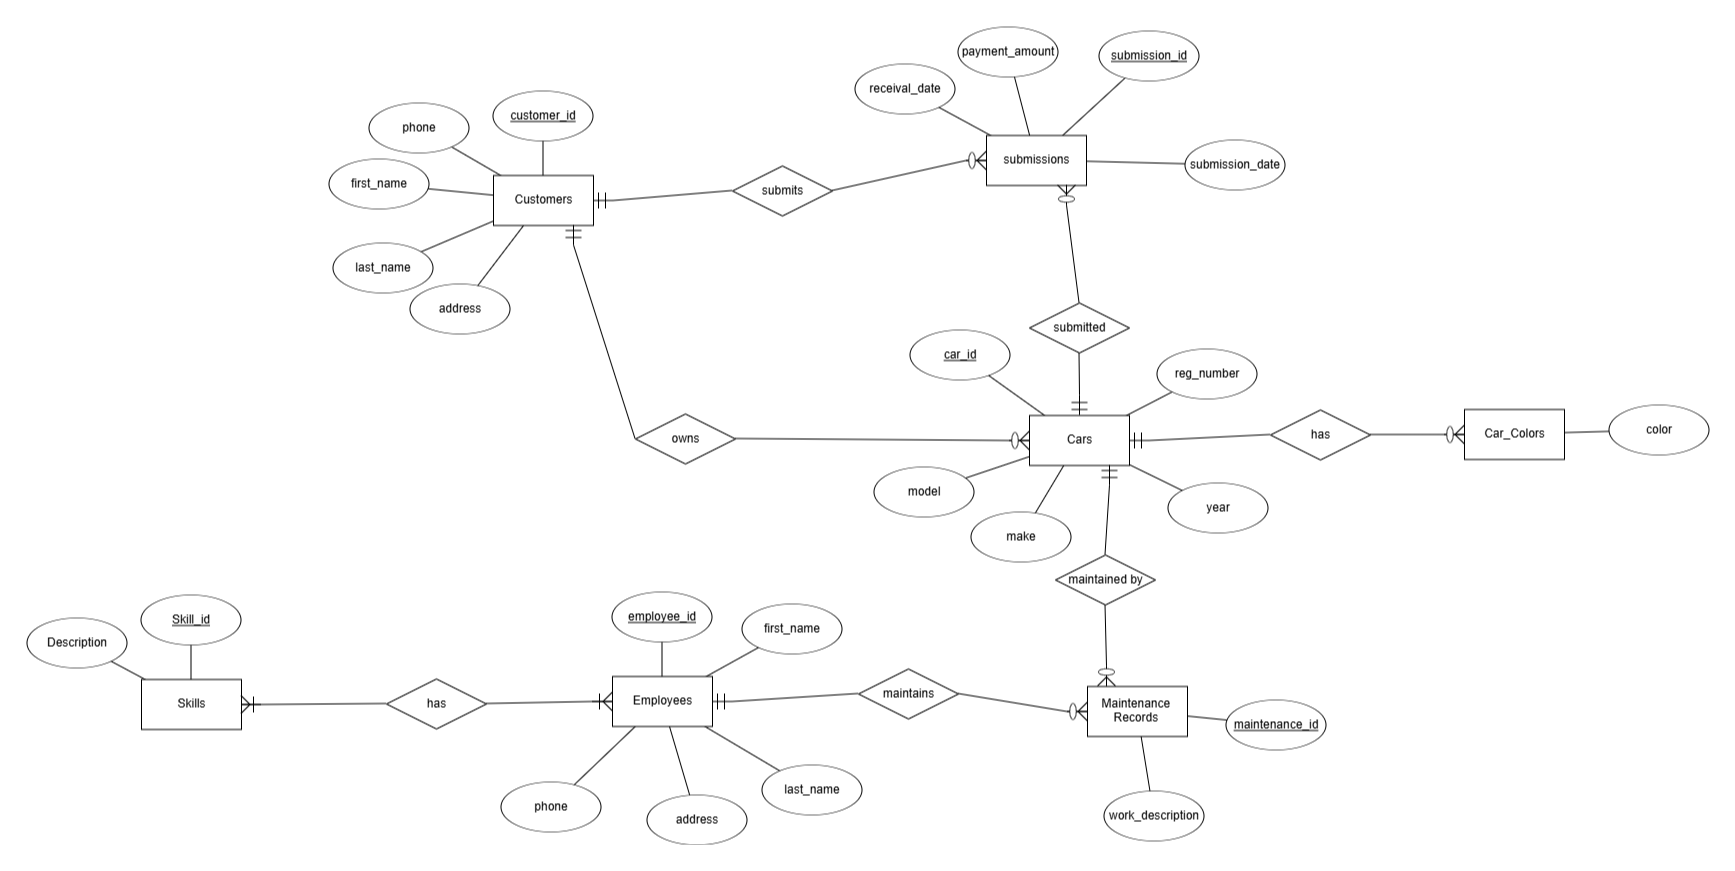 payment_amount
submission_id
receival_date
customer_id
phone
submissions
submission_date
first_name
submits
Customers
last_name
address
submitted
car_id
reg_number
owns
Cars
has
Car_Colors
color
model
year
make
maintained by
Skill_id
employee_id
first_name
Description
Skills
has
Employees
maintains
Maintenance
Records
maintenance_id
last_name
phone
address
work_description